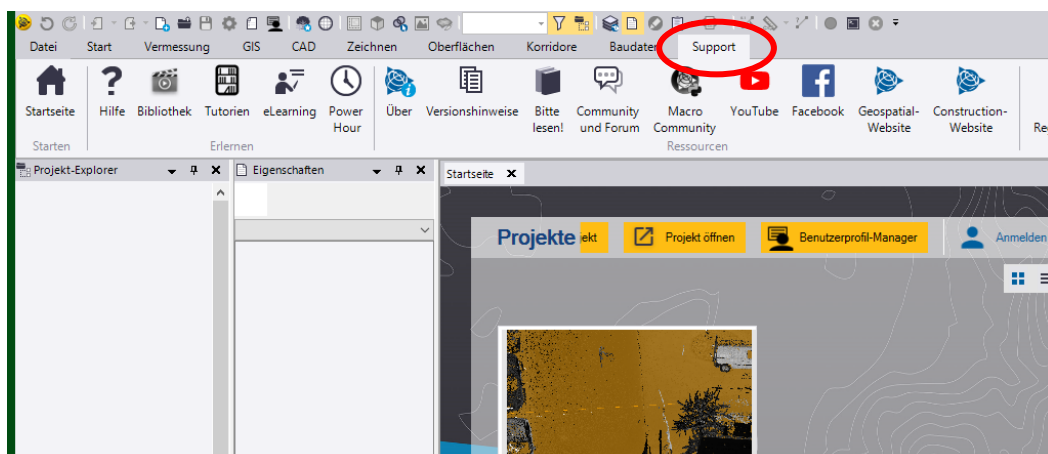 Datei Start Vermessung GIS CAD Zeichnen Oberflächen Korridore Baudaten Support
Startseite Hilfe Bibliothek Tutorien eLearning Power Hour Über Versionshinweise Bitte lesen! Community und Forum Macro Community YouTube Facebook Geospatial-Website Construction-Website
Starten Erlernen Ressourcen
Projekt-Explorer Eigenschaften Startseite
Projekte jekt Projekt öffnen Benutzerprofil-Manager Anmelden